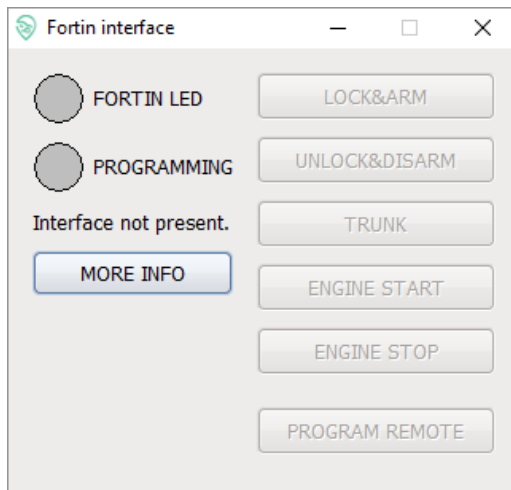 Fortin interface
FORTIN LED
PROGRAMMING
Interface not present.
MORE INFO
LOCK&ARM
UNLOCK&DISARM
TRUNK
ENGINE START
ENGINE STOP
PROGRAM REMOTE